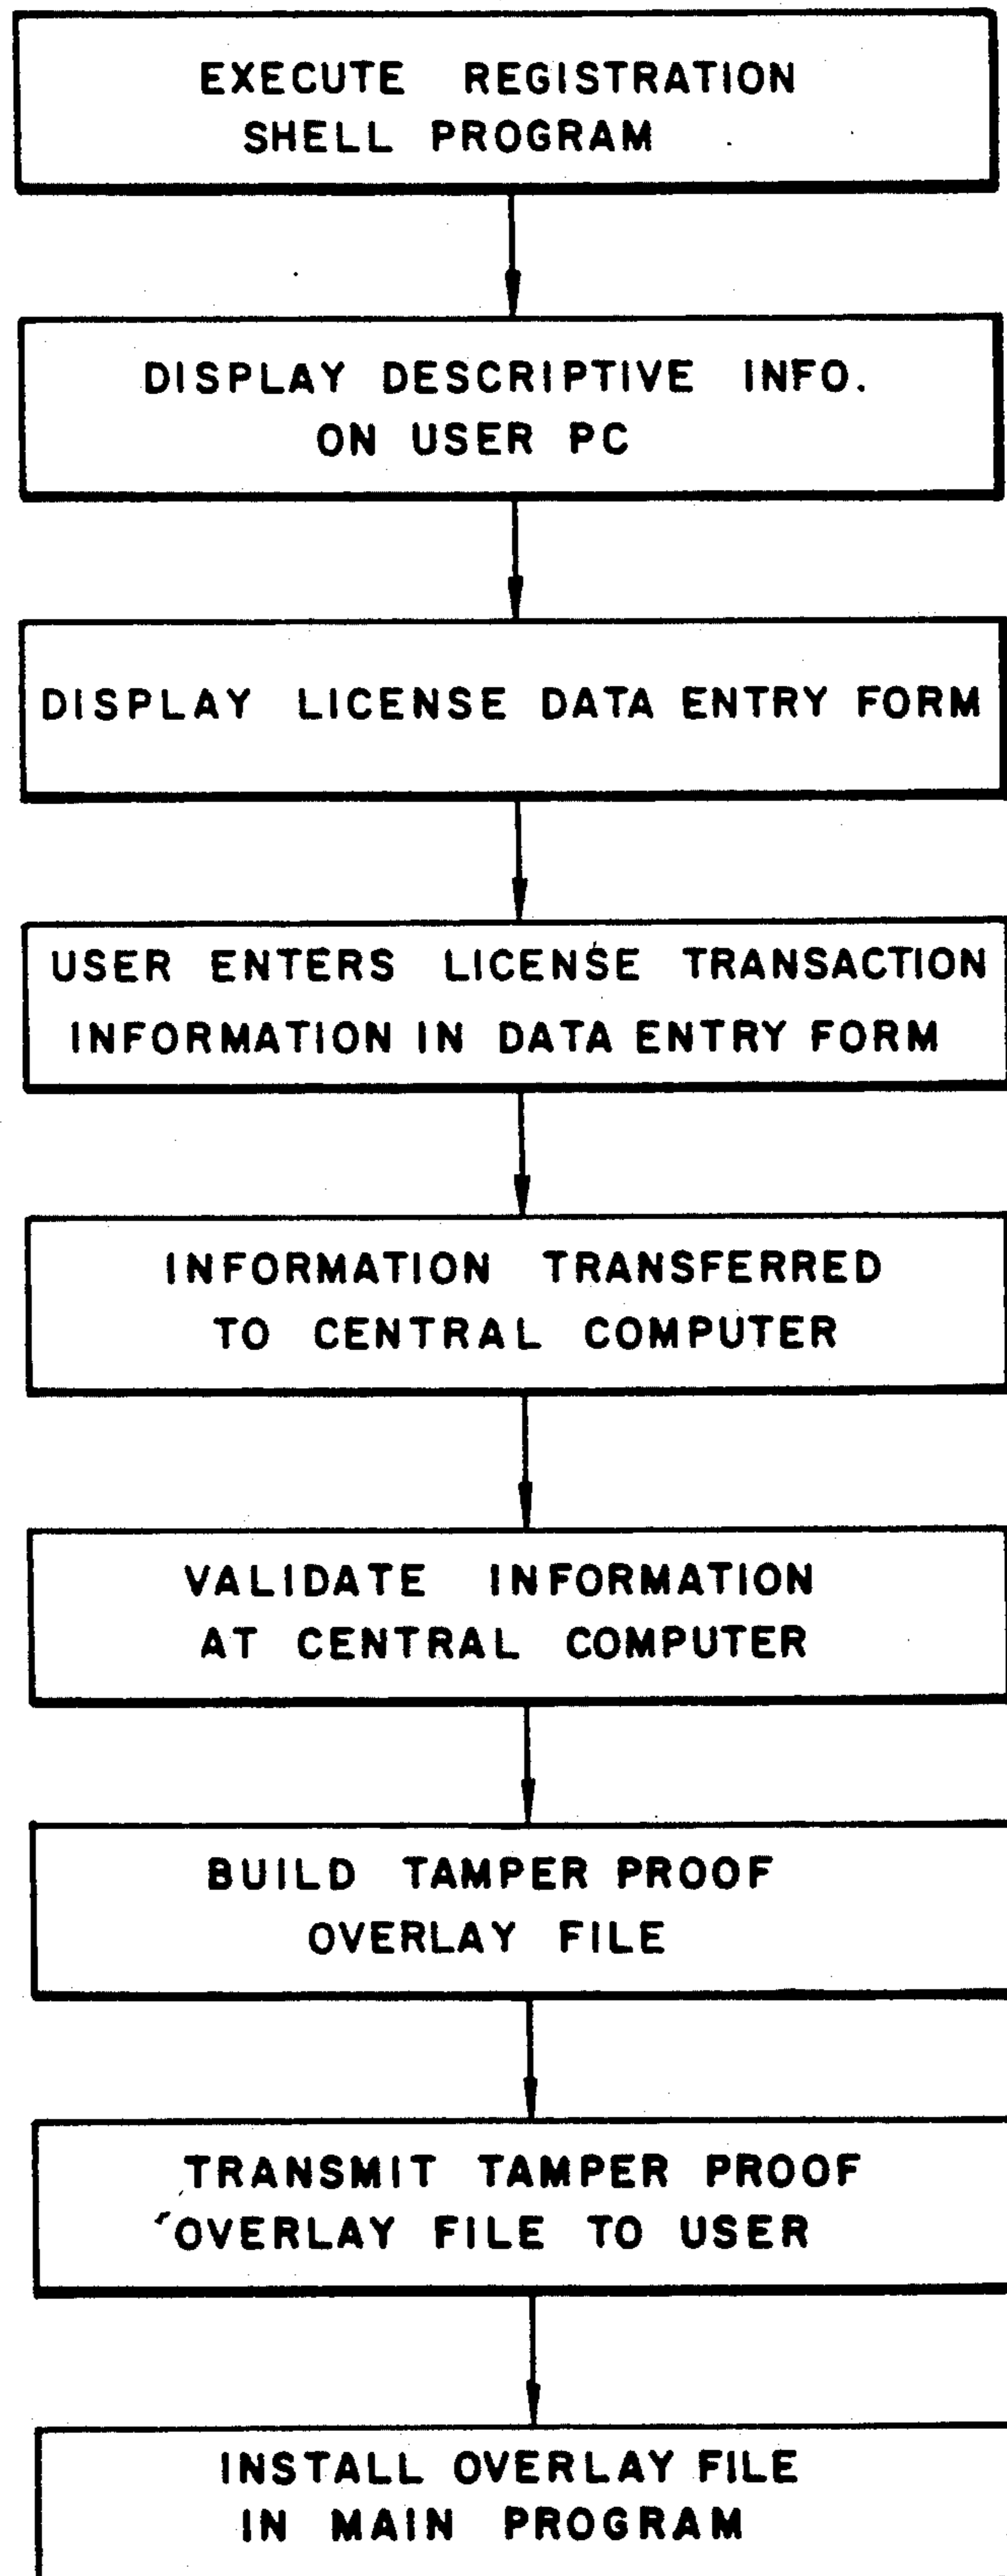 EXECUTE REGISTRATION
SHELL PROGRAM
DISPLAY DESCRIPTIVE INFO.
ON USER PC
DISPLAY LICENSE DATA ENTRY FORM
USER ENTERS LICENSE TRANSACTION
INFORMATION IN DATA ENTRY FORM
INFORMATION TRANSFERRED
TO CENTRAL COMPUTER
VALIDATE INFORMATION
AT CENTRAL COMPUTER
BUILD TAMPER PROOF
OVERLAY FILE
TRANSMIT TAMPER PROOF
OVERLAY FILE TO USER
INSTALL OVERLAY FILE
IN MAIN PROGRAM